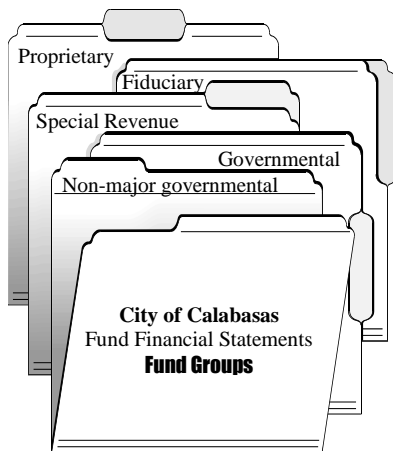 Proprietary
Fiduciary
Special Revenue
Governmental
Non-major governmental
City of Calabasas
Fund Financial Statements
Fund Groups